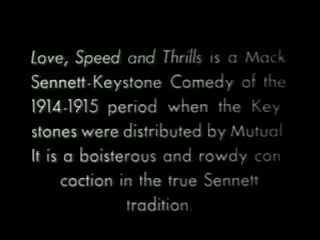 Love, Speed and Thrills is a Mack
Sennett-Keystone Comedy of the
1914-1915 period when the Key
stones were distributed by Mutual
It is a boisterous and rowdy con
coction in the true Sennett
tradition.